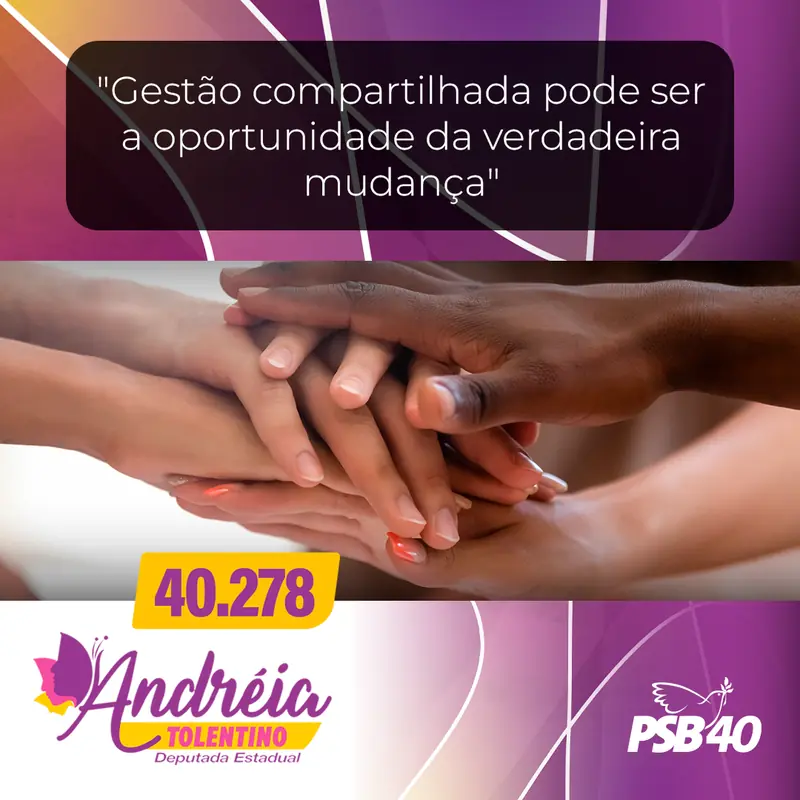 "Gestão compartilhada pode ser
a oportunidade da verdadeira
mudança"
40.278
Andréia
TOLENTINO
Deputada Estadual
PSB 40